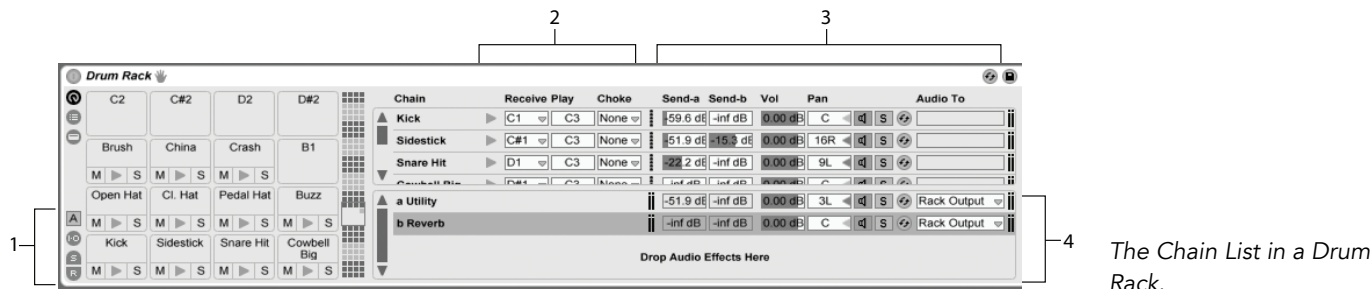 2
3
Drum Rack
C2 C#2 D2 D#2
Chain Receive Play Choke Send-a Send-b Vol Pan Audio To
Kick C1 C3 None -59.6 dE -inf dB 0.00 dB C S
Sidestick C#1 C3 None -51.9 dE -15.3 dE 0.00 dB 16R S
Brush China Crash B1
M S M S M S
Snare Hit D1 C3 None -22.2 dE -inf dB 0.00 dB 9L S
Open Hat Cl. Hat Pedal Hat Buzz
M S M S M S M S
a Utility -51.9 dE -inf dB 0.00 dB 3L S Rack Output
b Reverb -inf dB -inf dB 0.00 dB C S Rack Output
A
I·O
S
R
Kick Sidestick Snare Hit Cowbell
Big
M S M S M S M S
Drop Audio Effects Here
1
4
The Chain List in a Drum
Rack.